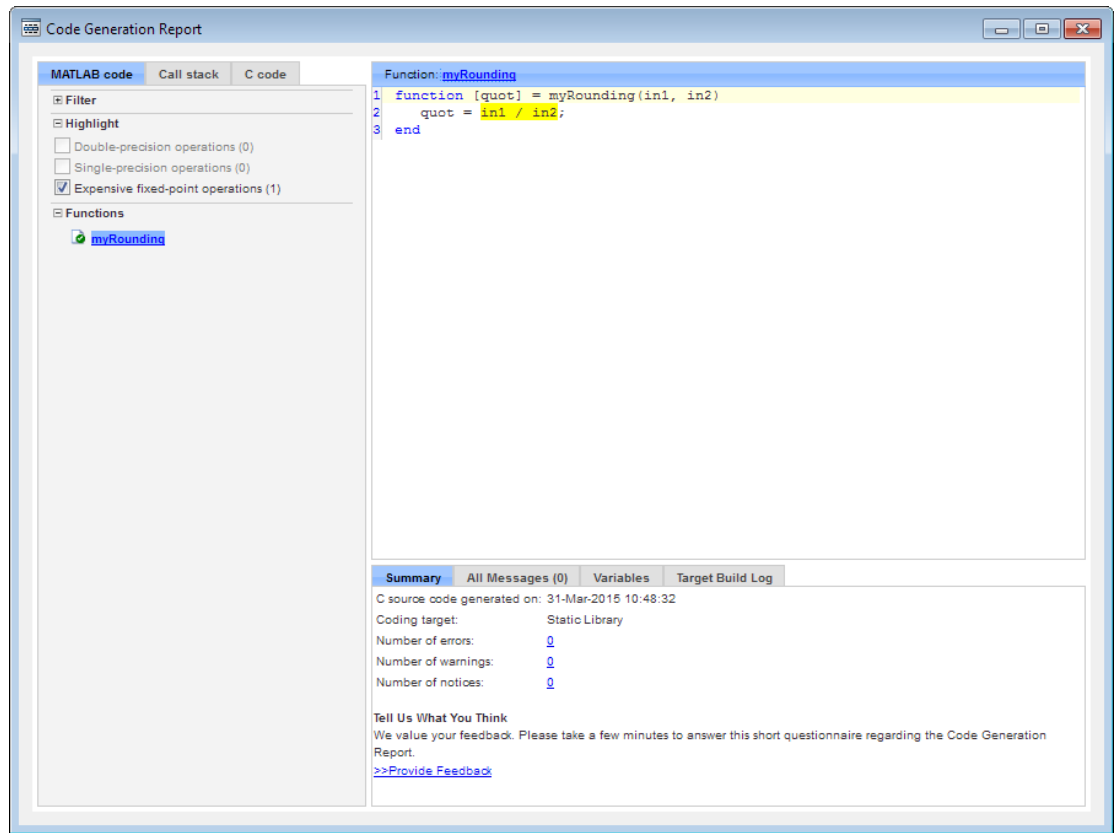 Code Generation Report
MATLAB code Call stack C code
Filter
Highlight
Double-precision operations (0)
Single-precision operations (0)
Expensive fixed-point operations (1)
Functions
myRounding
Function: myRounding
1 function [quot] = myRounding(in1, in2)
2 quot = in1 / in2;
3 end
Summary All Messages (0) Variables Target Build Log
C source code generated on: 31-Mar-2015 10:48:32
Coding target: Static Library
Number of errors: 0
Number of warnings: 0
Number of notices: 0
Tell Us What You Think
We value your feedback. Please take a few minutes to answer this short questionnaire regarding the Code Generation
Report.
>>Provide Feedback